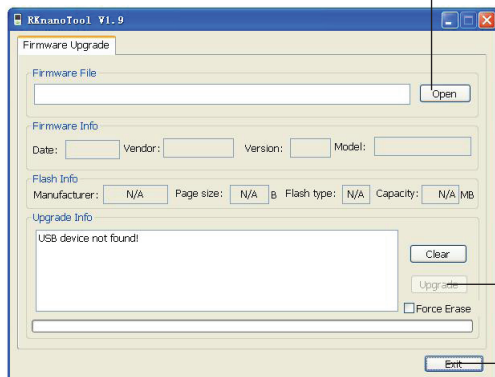 RKnanoTool V1.9
Firmware Upgrade
Firmware File
Open
Firmware Info
Date: Vendor: Version: Model:
Flash Info
Manufacturer: N/A Page size: N/A B Flash type: N/A Capacity: N/A MB
Upgrade Info
USB device not found!
Clear
Upgrade
Force Erase
Exit